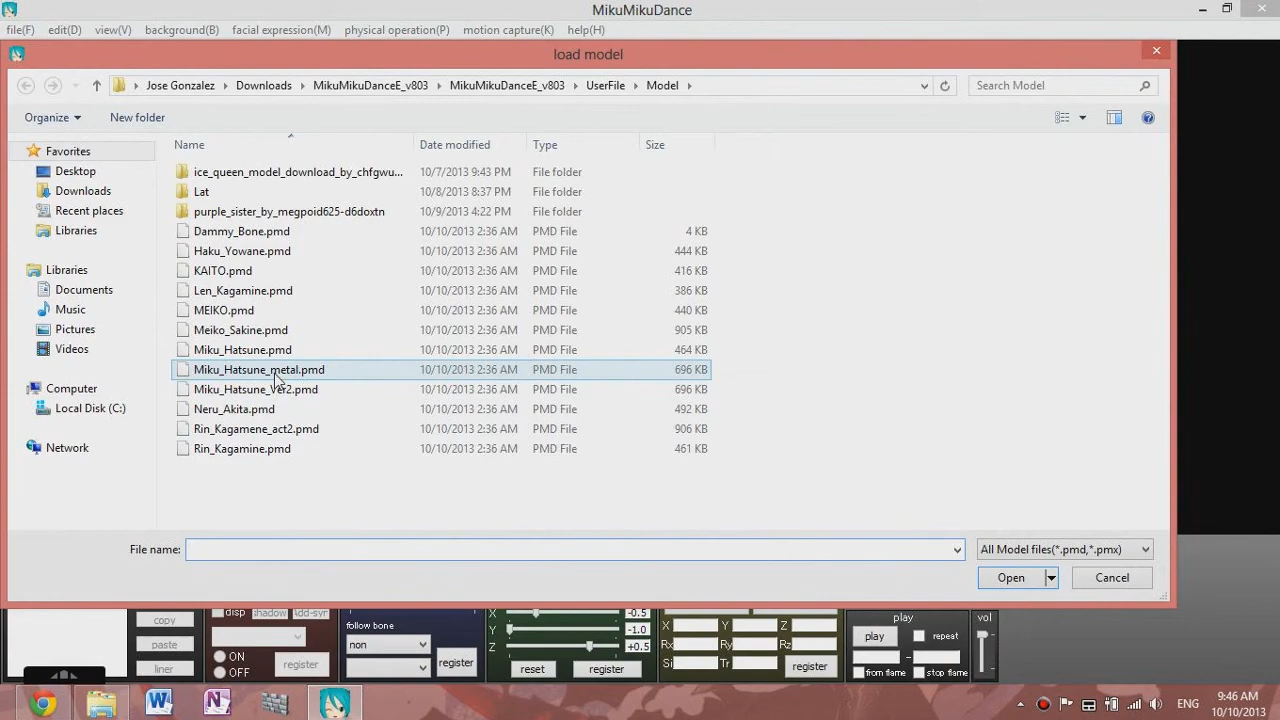 MikuMikuDance
file(F) edit(D) view(V) background(B) facial expression(M) physical operation(P) motion capture(K) help(H)
load model
Jose Gonzalez Downloads MikuMikuDanceE_v803 MikuMikuDanceE_v803 UserFile Model
Search Model
Organize New folder
Name Date modified Type Size
Favorites
Desktop
Downloads
Recent places
Libraries
Libraries
Documents
Music
Pictures
Videos
Computer
Local Disk (C:)
Network
ice_queen_model_download_by_chfgwu... 10/7/2013 9:43 PM File folder
Lat 10/8/2013 8:37 PM File folder
purple_sister_by_megpoid625-d6doxtn 10/9/2013 4:22 PM File folder
Dammy_Bone.pmd 10/10/2013 2:36 AM PMD File 4 KB
Haku_Yowane.pmd 10/10/2013 2:36 AM PMD File 444 KB
KAITO.pmd 10/10/2013 2:36 AM PMD File 416 KB
Len_Kagamine.pmd 10/10/2013 2:36 AM PMD File 386 KB
MEIKO.pmd 10/10/2013 2:36 AM PMD File 440 KB
Meiko_Sakine.pmd 10/10/2013 2:36 AM PMD File 905 KB
Miku_Hatsune.pmd 10/10/2013 2:36 AM PMD File 464 KB
Miku_Hatsune_metal.pmd 10/10/2013 2:36 AM PMD File 696 KB
Miku_Hatsune_Ver2.pmd 10/10/2013 2:36 AM PMD File 696 KB
Neru_Akita.pmd 10/10/2013 2:36 AM PMD File 492 KB
Rin_Kagamene_act2.pmd 10/10/2013 2:36 AM PMD File 906 KB
Rin_Kagamine.pmd 10/10/2013 2:36 AM PMD File 461 KB
File name: All Model files(*.pmd,*.pmx)
Open Cancel
copy
paste
liner
disp shadow
ON
OFF
register
follow bone
non
register
X -0.5
Y -1.0
Z +0.5
reset register
X Y Z
Rx Ry Rz
Si Tr register
play
play repeat
-
from flame stop flame
vol
ENG
9:46 AM
10/10/2013